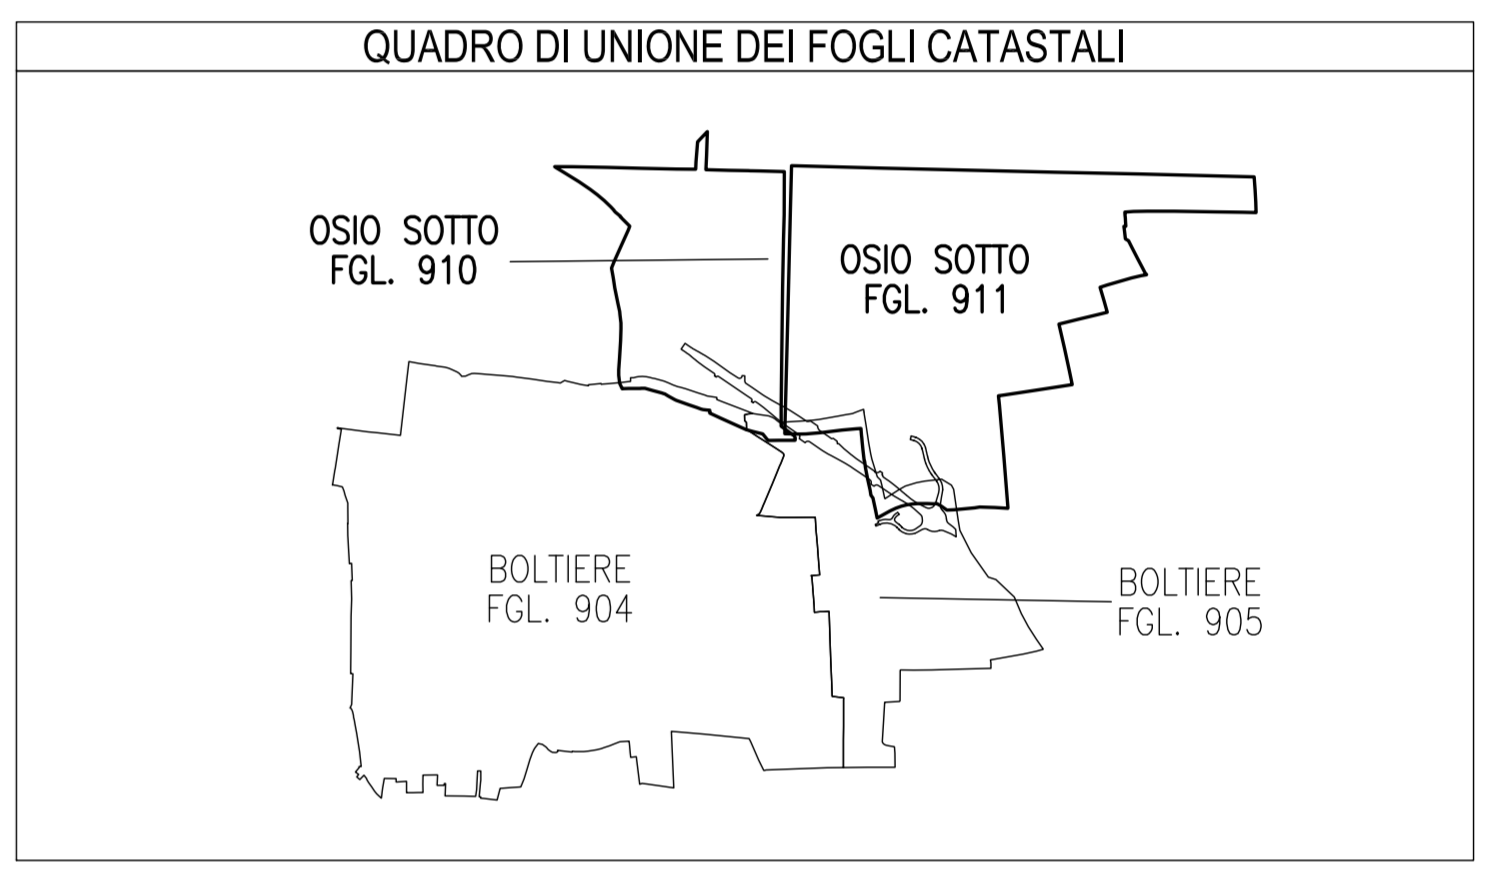 QUADRO DI UNIONE DEI FOGLI CATASTALI
OSIO SOTTO
FGL. 910
OSIO SOTTO
FGL. 911
BOLTIERE
FGL. 904
BOLTIERE
FGL. 905